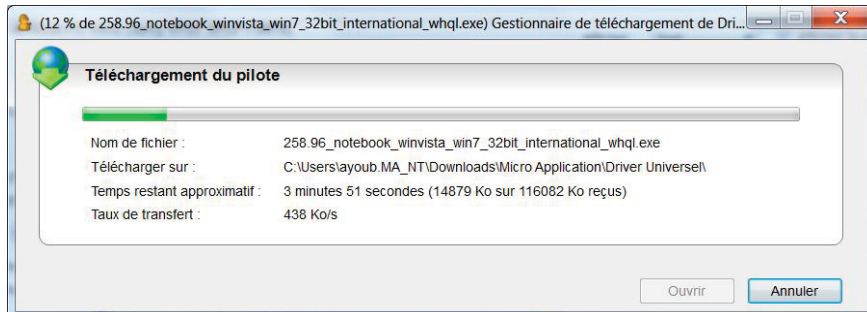 (12 % de 258.96_notebook_winvista_win7_32bit_international_whql.exe) Gestionnaire de téléchargement de Dri...
Téléchargement du pilote
Nom de fichier : 258.96_notebook_winvista_win7_32bit_international_whql.exe
Télécharger sur : C:\Users\ayoub.MA_NT\Downloads\Micro Application\Driver Universel\
Temps restant approximatif : 3 minutes 51 secondes (14879 Ko sur 116082 Ko reçus)
Taux de transfert : 438 Ko/s
Ouvrir Annuler